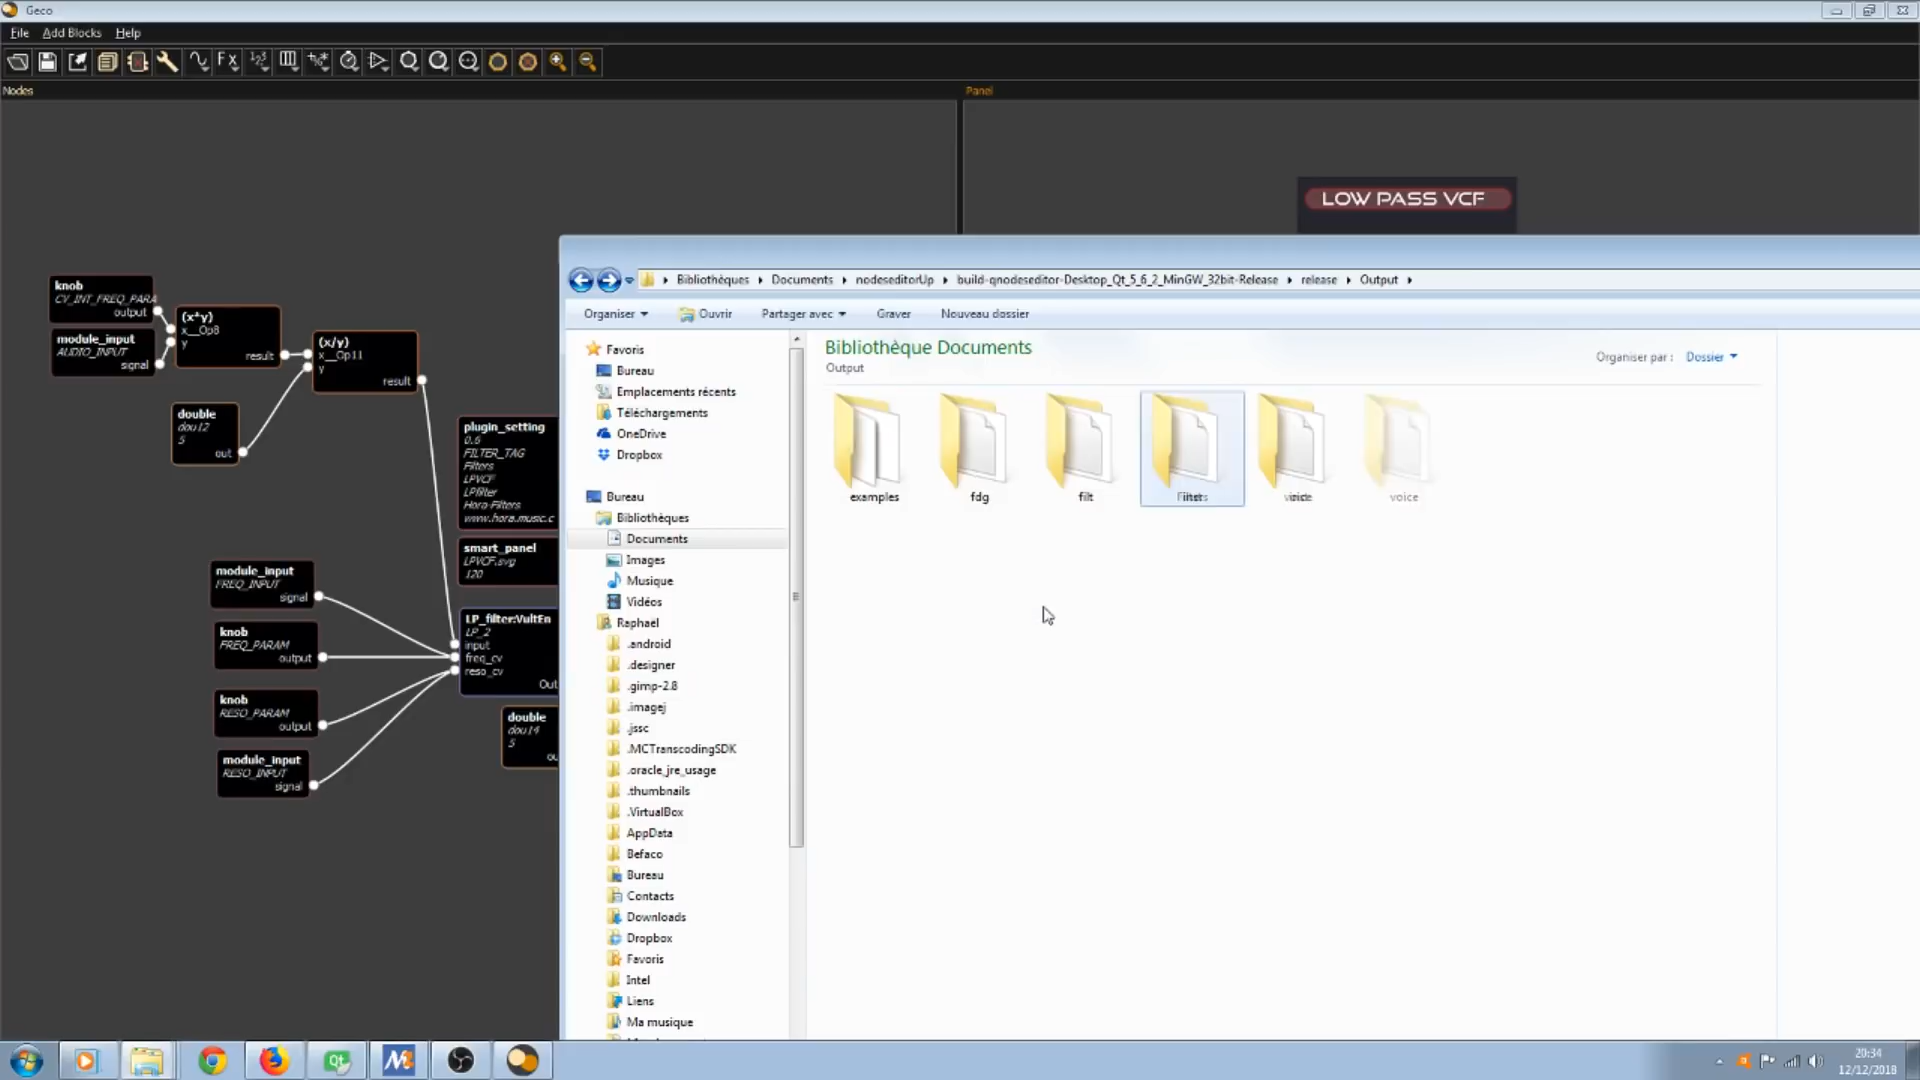 Geco
File Add Blocks Help
Nodes
Panel
LOW PASS VCF
knob
CV_INT_FREQ_PARA
output
module_input
AUDIO_INPUT
signal
(x*y)
x__Op8
y
result
(x/y)
x__Op11
y
result
double
dou12
5
out
plugin_setting
0.6
FILTER_TAG
Filters
LPVCF
LPfilter
Hora-Filters
www.hora.music.c
smart_panel
LPVCF.svg
120
module_input
FREQ_INPUT
signal
knob
FREQ_PARAM
output
knob
RESO_PARAM
output
module_input
RESO_INPUT
signal
LP_filter:VultEn
LP_2
input
freq_cv
reso_cv
Out
double
dou14
5
ou
Bibliothèques Documents nodeseditorUp build-qnodeseditor-Desktop_Qt_5_6_2_MinGW_32bit-Release release Output
Organiser Ouvrir Partager avec Graver Nouveau dossier
Favoris
Bureau
Emplacements récents
Téléchargements
OneDrive
Dropbox
Bureau
Bibliothèques
Documents
Images
Musique
Vidéos
Raphael
.android
.designer
.gimp-2.8
.imagej
.jssc
.MCTranscodingSDK
.oracle_jre_usage
.thumbnails
.VirtualBox
AppData
Befaco
Bureau
Contacts
Downloads
Dropbox
Favoris
Intel
Liens
Ma musique
Bibliothèque Documents
Output
Organiser par : Dossier
examples fdg filt voice
20:34
12/12/2018